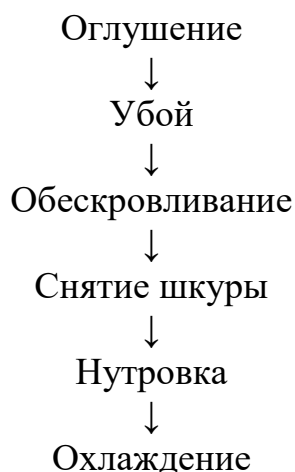 Оглушение
↓
Убой
↓
Обескровливание
↓
Снятие шкуры
↓
Нутровка
↓
Охлаждение